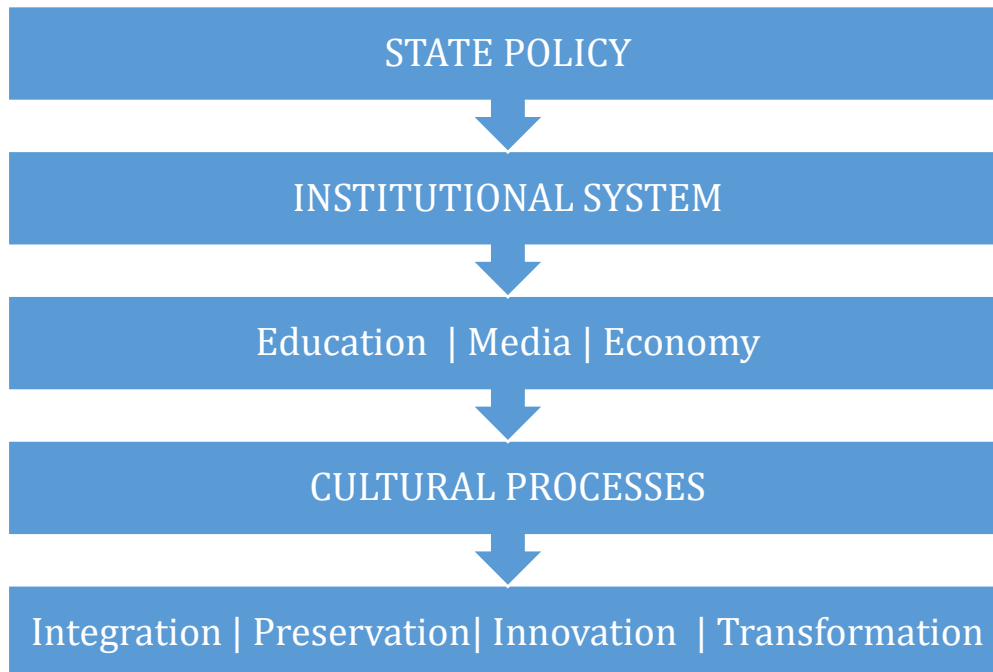 STATE POLICY
INSTITUTIONAL SYSTEM
Education | Media | Economy
CULTURAL PROCESSES
Integration | Preservation| Innovation | Transformation